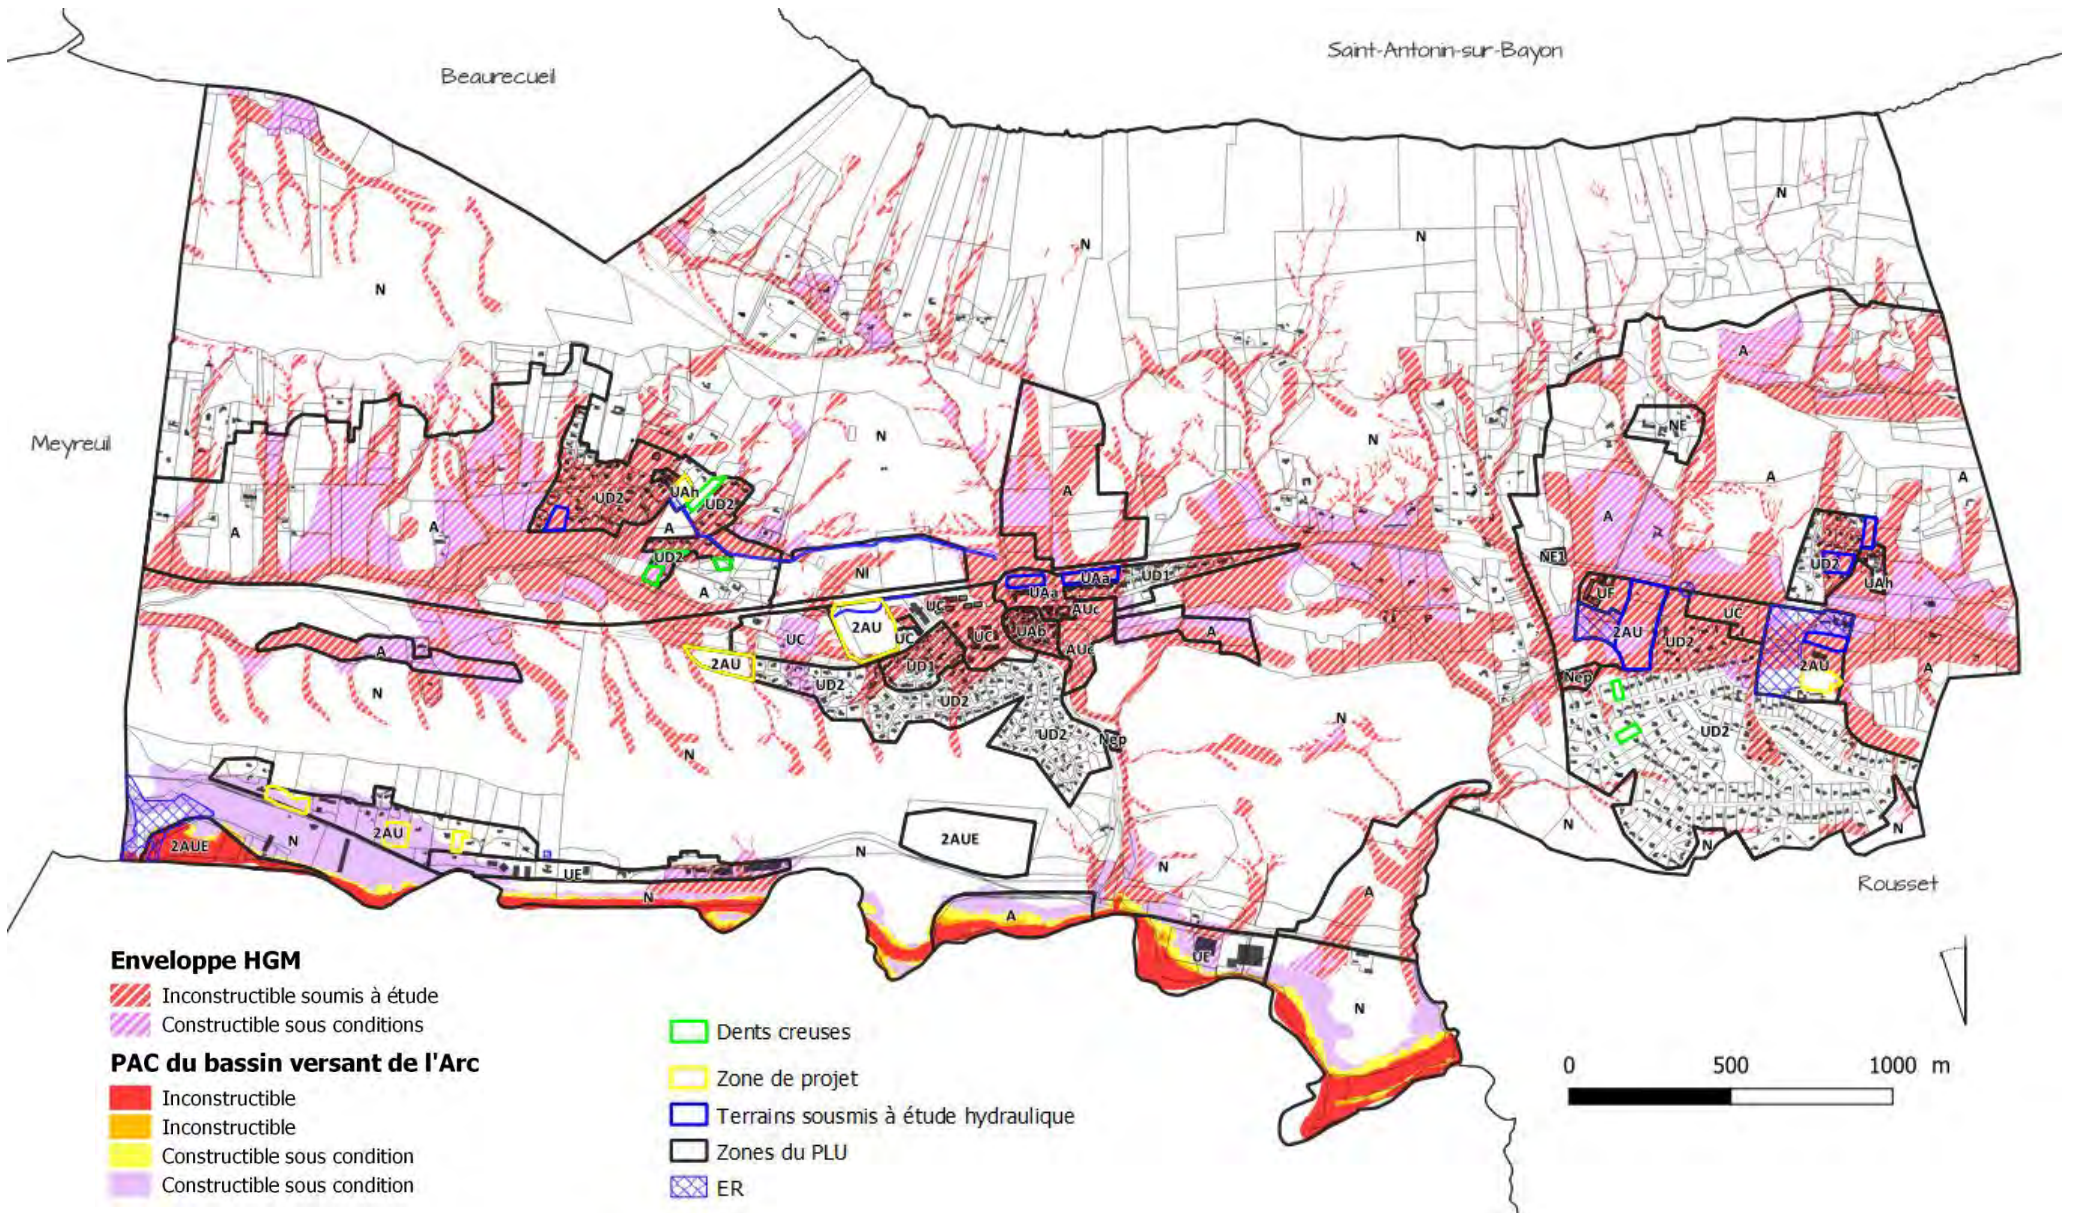 Saint-Antonin-sur-Bayon
Beaurecueil
N
N
N
N
A
NE
Meyreuil
N
N
A
A
A
UD2
UAh
UD2
A
A
A
A
A
UD2
NI
NE1
UD2
UAh
A
UAa
UD1
UAa
UF
UC
AUc
UC
2AU
UC
UC
UC
UAb
AUc
A
2AU
UD2
A
N
2AU
UD1
UD2
UD2
UD2
Nep
2AU
A
N
N
UD2
Nep
UD2
2AU
N
2AUE
UE
N
2AUE
N
N
N
N
N
Rousset
N
A
A
UE
N
Enveloppe HGM
Inconstructible soumis à étude
Constructible sous conditions
PAC du bassin versant de l'Arc
Inconstructible
Inconstructible
Constructible sous condition
Constructible sous condition
Dents creuses
Zone de projet
Terrains sousmis à étude hydraulique
Zones du PLU
ER
0 500 1000 m